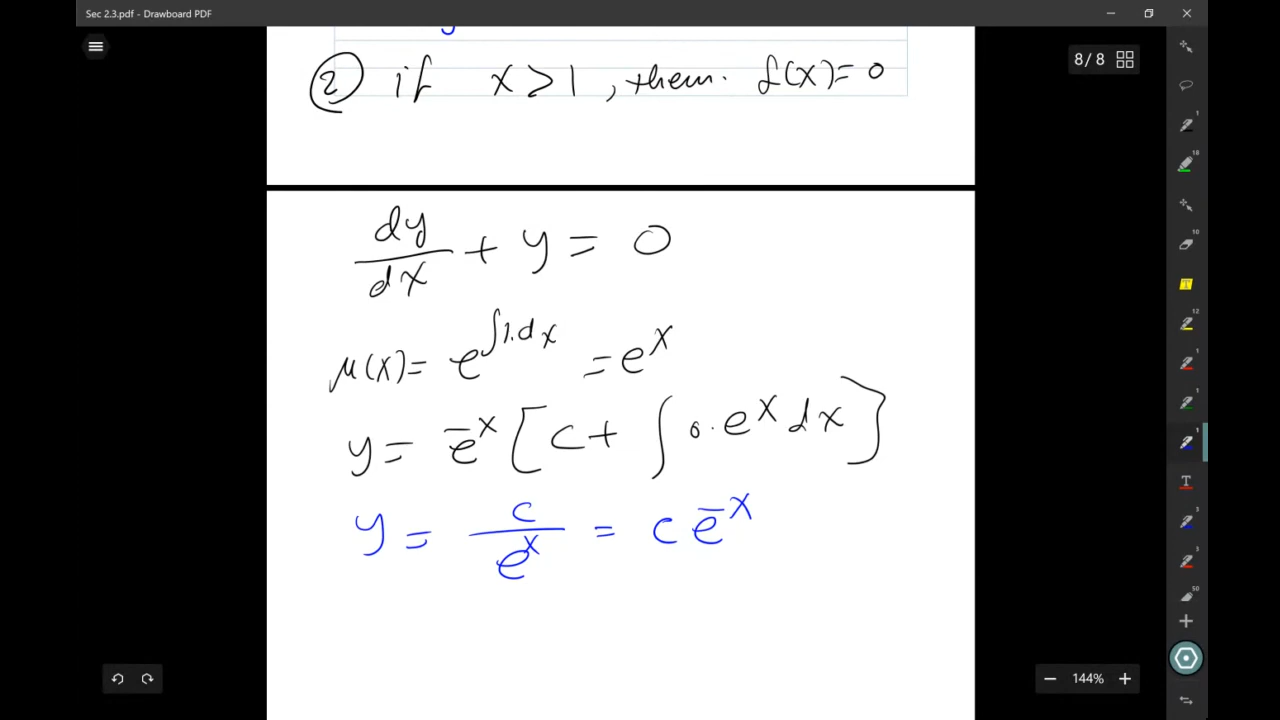 Sec 2.3.pdf - Drawboard PDF
8 / 8
② if x > 1, then. f(x) = 0
dy/dx + y = 0
μ(x) = e^{∫1.dx} = e^x
y = e^{-x} [c + ∫ 0. e^x dx]
y = c/e^x = c e^{-x}
144%